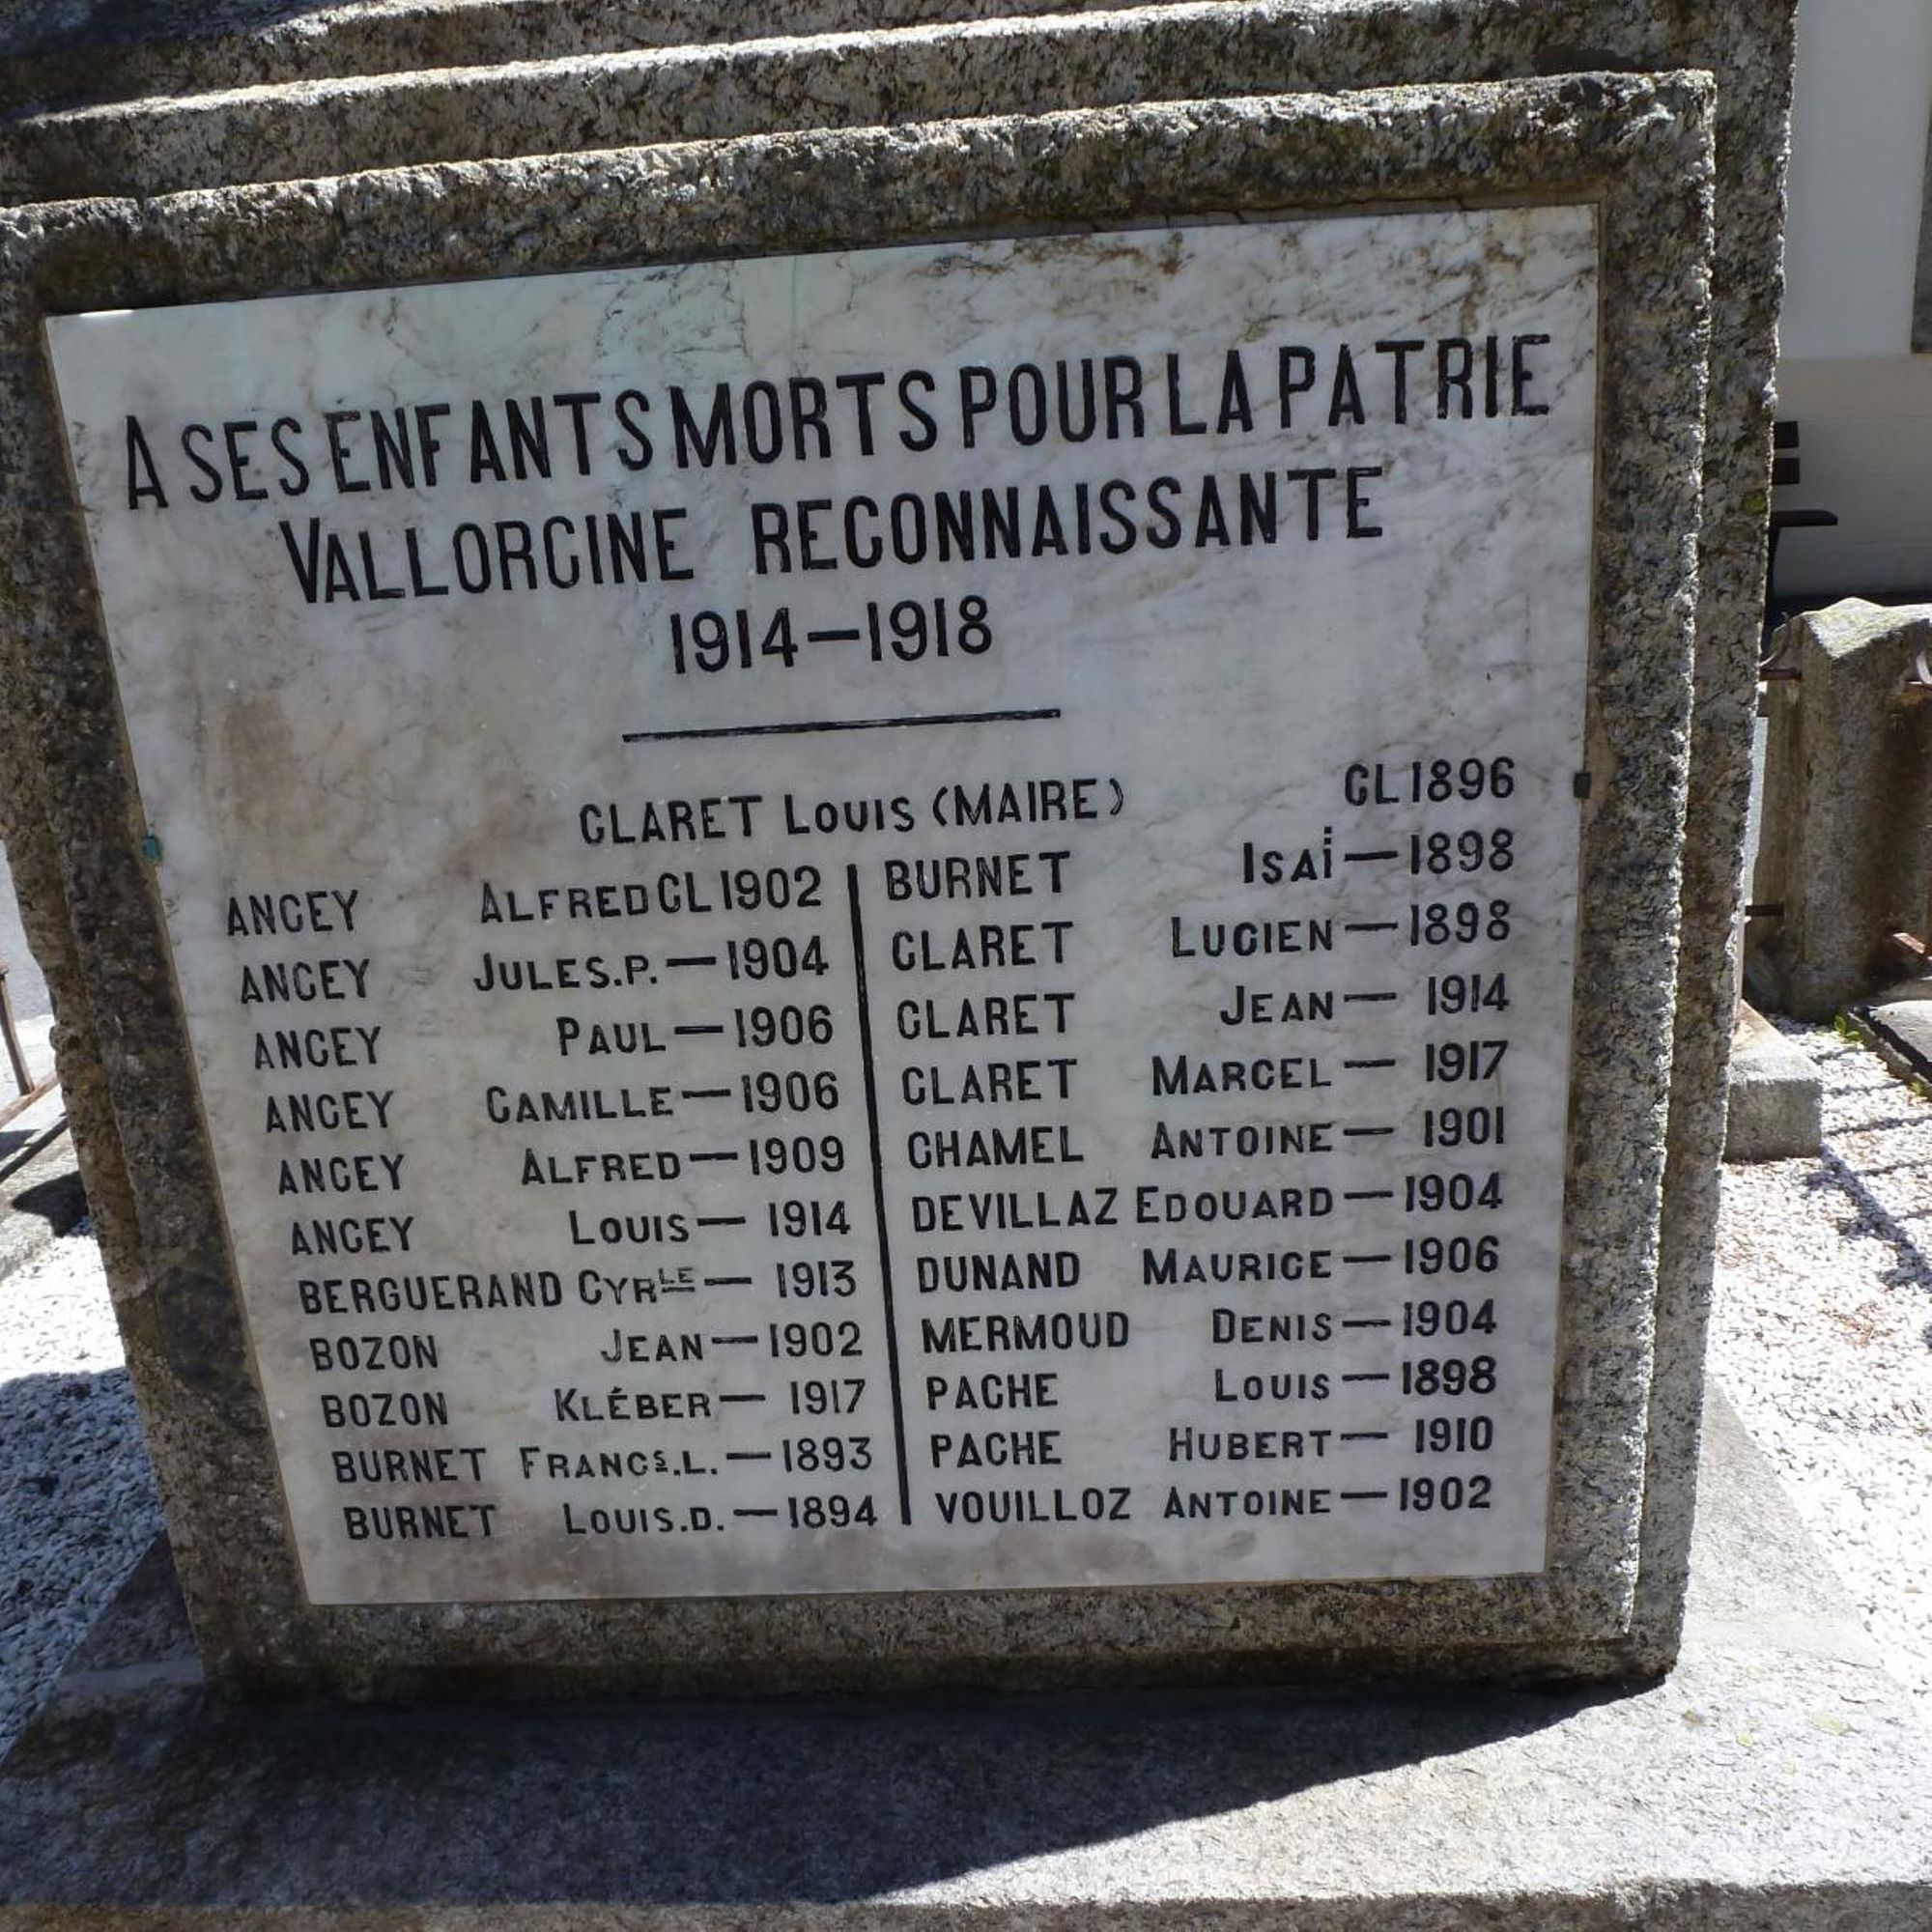 A SES ENFANTS MORTS POUR LA PATRIE
VALLORCINE RECONNAISSANTE
1914—1918
CLARET LOUIS (MAIRE) CL 1896
ANCEY ALFRED CL 1902
ANCEY JULES.P. — 1904
ANCEY PAUL — 1906
ANCEY CAMILLE — 1906
ANCEY ALFRED — 1909
ANCEY LOUIS — 1914
BERGUERAND CYRLE — 1913
BOZON JEAN — 1902
BOZON KLÉBER — 1917
BURNET FRANCS.L. — 1893
BURNET LOUIS.D. — 1894
BURNET ISAi — 1898
CLARET LUCIEN — 1898
CLARET JEAN — 1914
CLARET MARCEL — 1917
CHAMEL ANTOINE — 1901
DEVILLAZ EDOUARD — 1904
DUNAND MAURICE — 1906
MERMOUD DENIS — 1904
PACHE LOUIS — 1898
PACHE HUBERT — 1910
VOUILLOZ ANTOINE — 1902